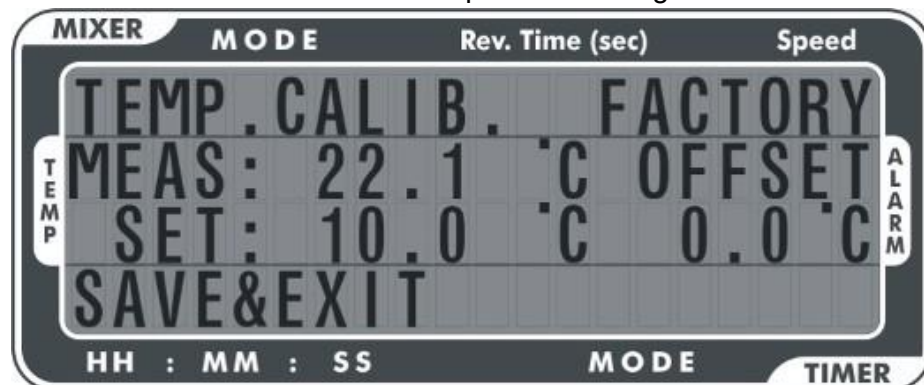 MIXER MODE Rev. Time (sec) Speed
TEMP.CALIB. FACTORY
TEMP MEAS: 22.1 °C OFFSET ALARM
SET: 10.0 °C 0.0 °C
SAVE&EXIT
HH : MM : SS MODE TIMER